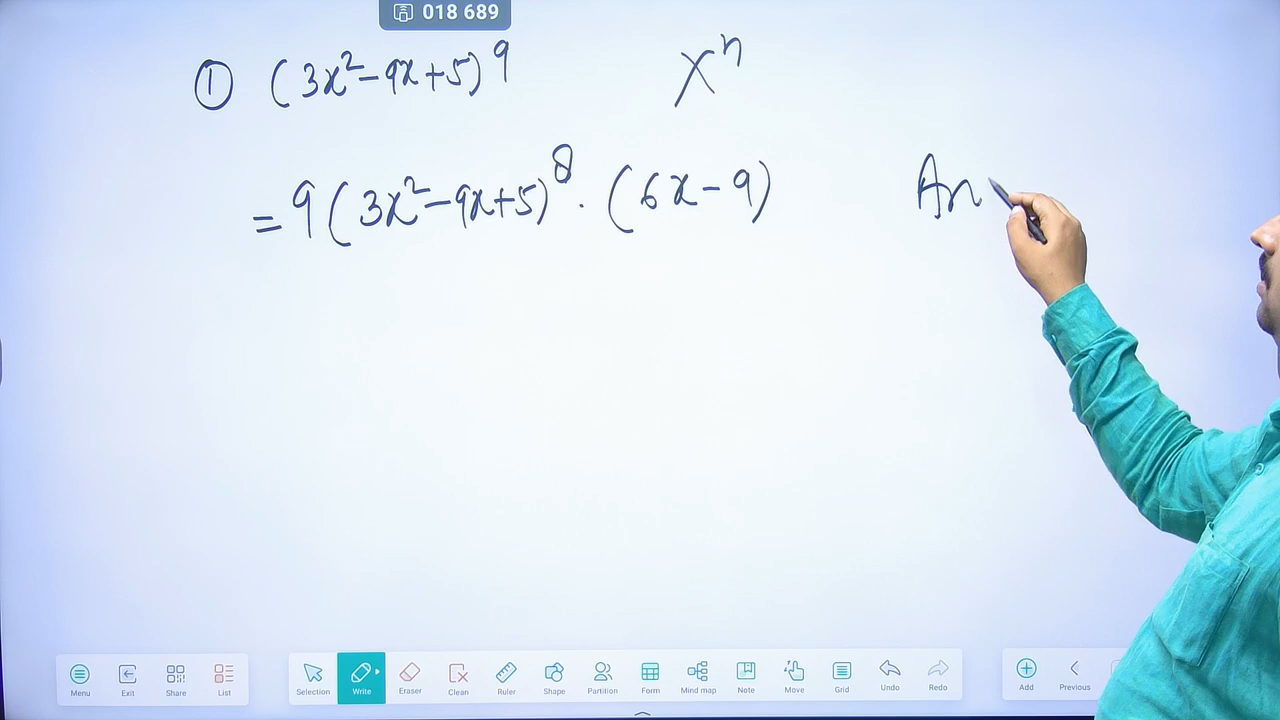 018 689
① (3x²-9x+5)⁹ Xⁿ
= 9(3x²-9x+5)⁸ · (6x-9) An
Menu Exit Share List Selection Write Eraser Clean Ruler Shape Partition Form Mind map Note Move Grid Undo Redo Add Previous